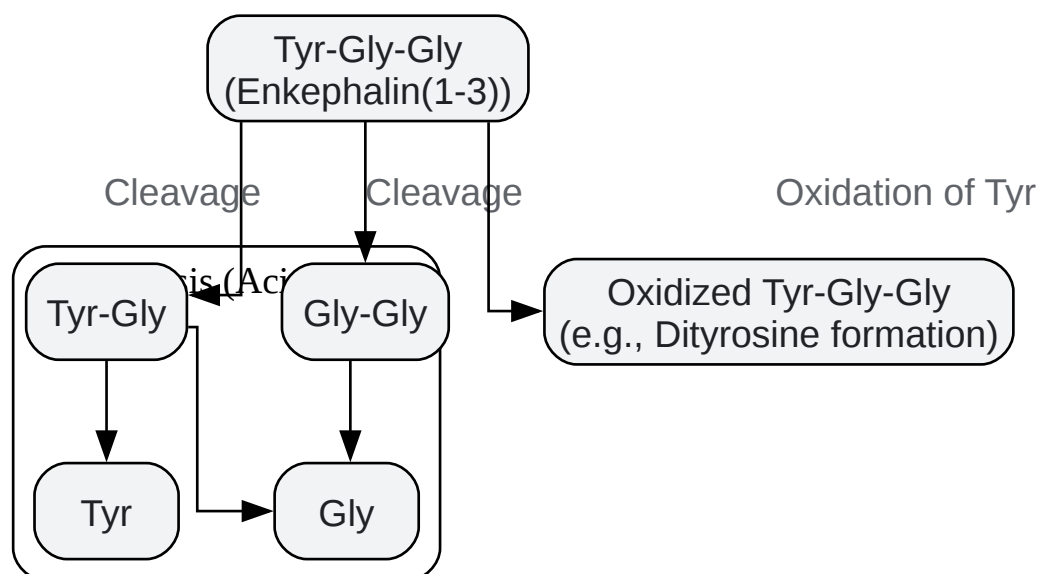 Tyr-Gly-Gly
(Enkephalin(1-3))
Cleavage
Cleavage
Oxidation of Tyr
Tyr-Gly
Gly-Gly
Oxidized Tyr-Gly-Gly
(e.g., Dityrosine formation)
Tyr
Gly